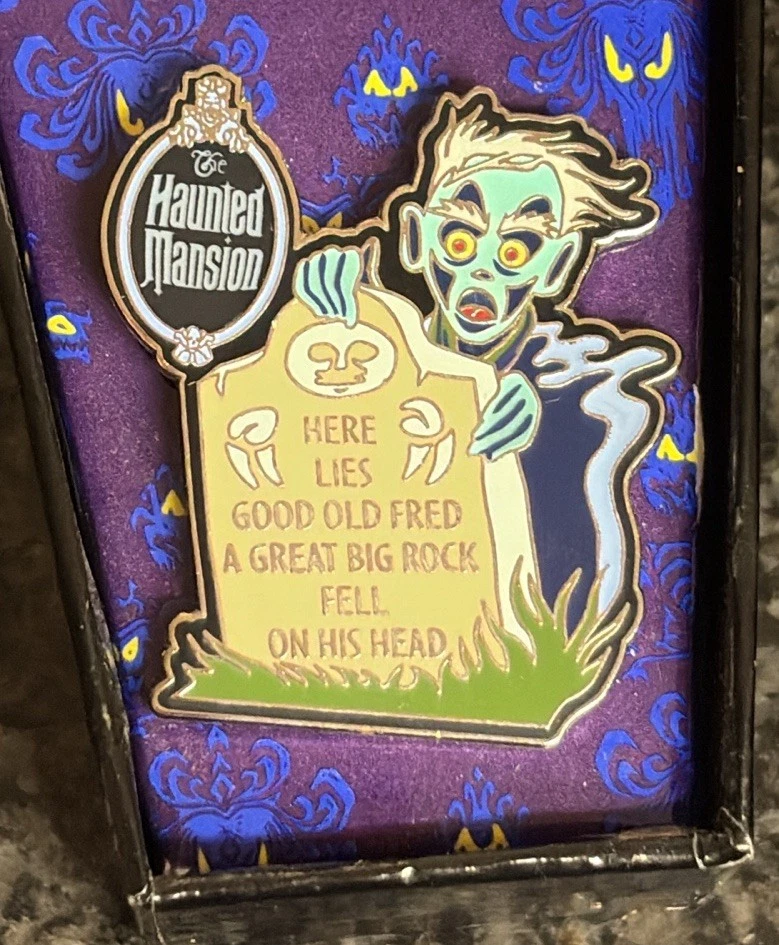 The
Haunted
Mansion
HERE
LIES
GOOD OLD FRED
A GREAT BIG ROCK
FELL
ON HIS HEAD